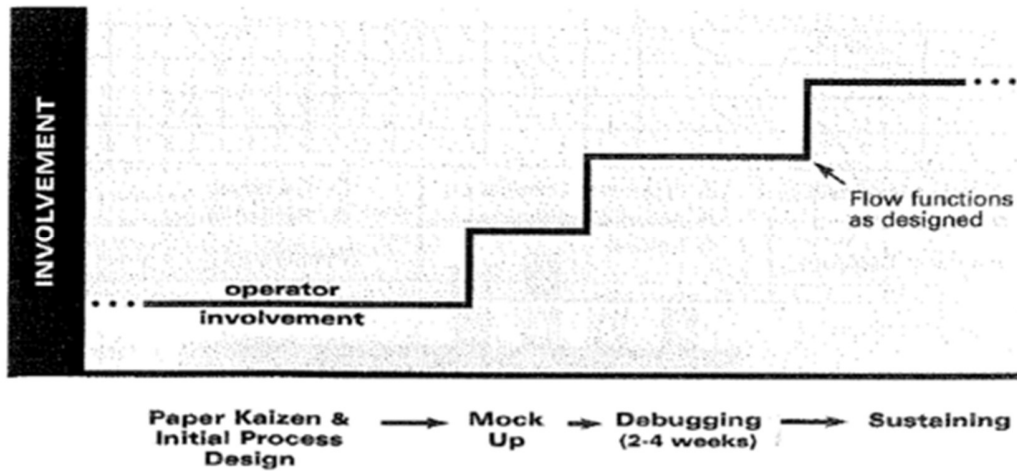 INVOLVEMENT
operator
involvement
Flow functions
as designed
Paper Kaizen &
Initial Process
Design
Mock
Up
Debugging
(2-4 weeks)
Sustaining